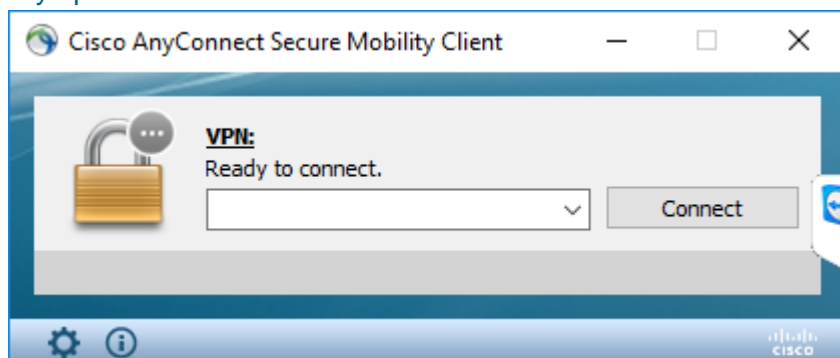 Cisco AnyConnect Secure Mobility Client
VPN:
Ready to connect.
Connect
cisco